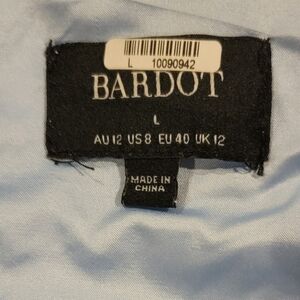 L 10090942
BARDOT
L
AU 12 US 8 EU 40 UK 12
MADE IN
CHINA